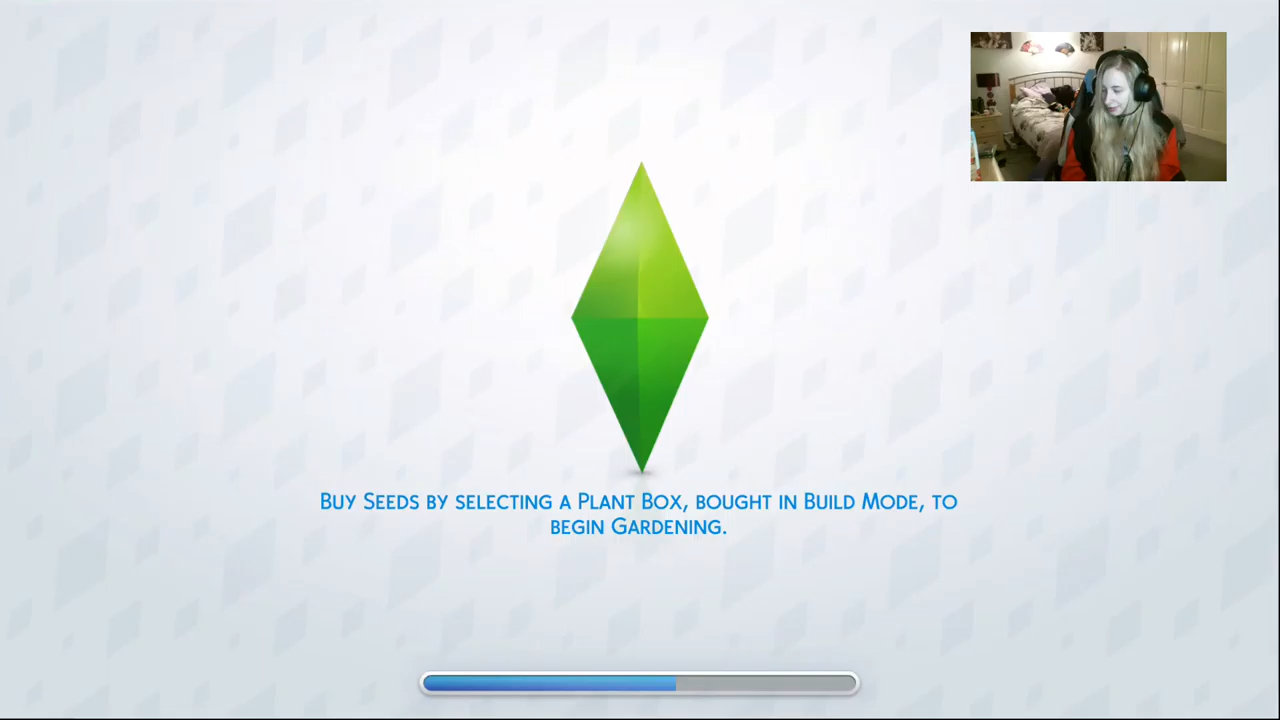 BUY SEEDS BY SELECTING A PLANT BOX, BOUGHT IN BUILD MODE, TO
BEGIN GARDENING.